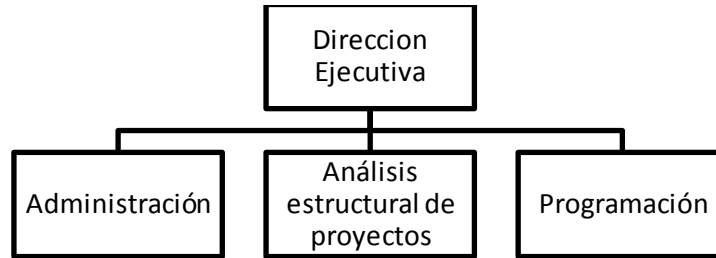 Direccion
Ejecutiva
Administración
Análisis
estructural de
proyectos
Programación